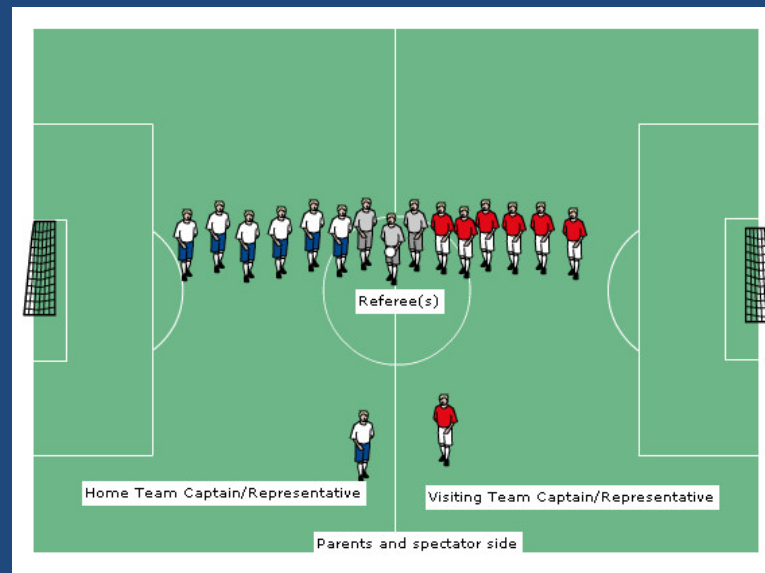 Referee(s)
Home Team Captain/Representative
Visiting Team Captain/Representative
Parents and spectator side